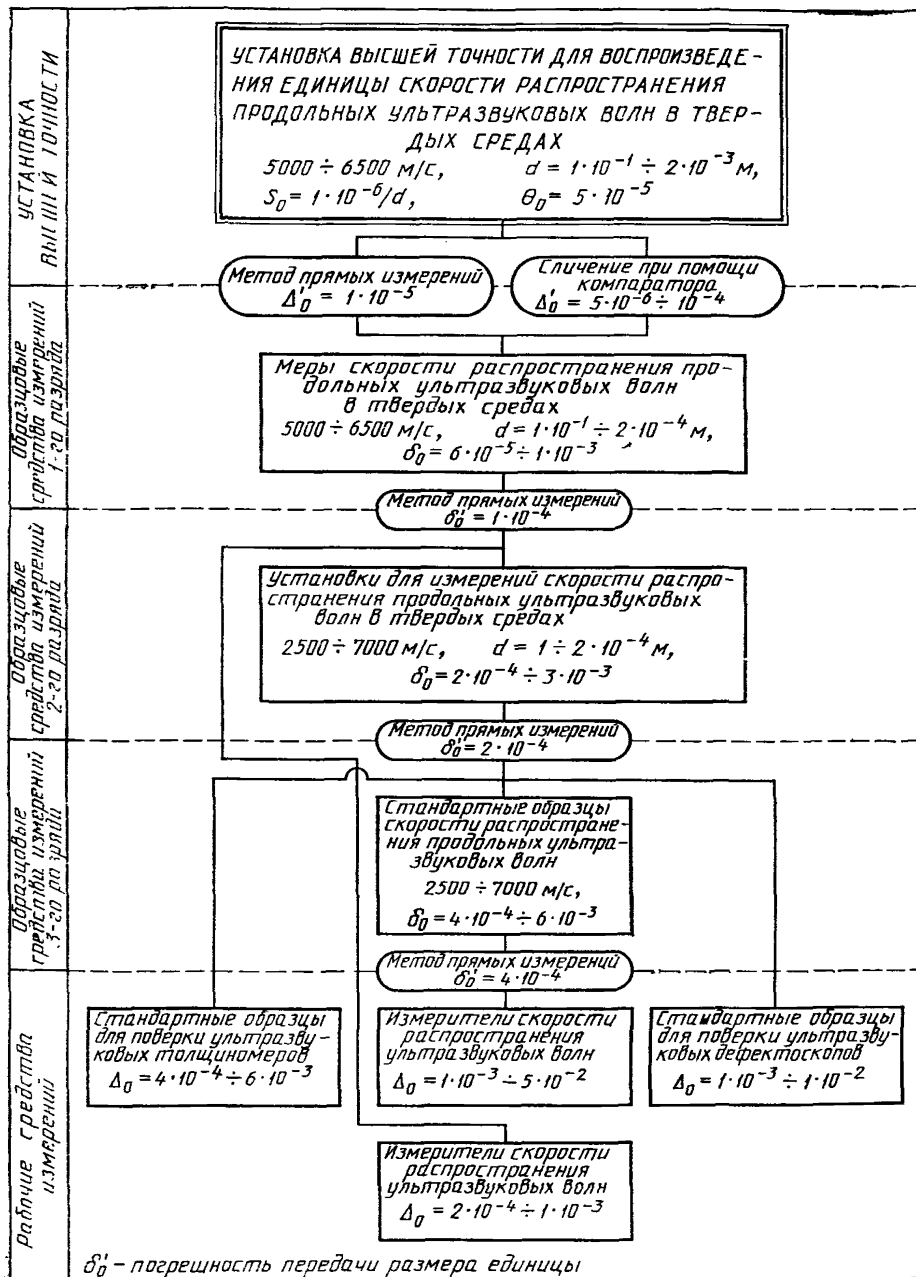 УСТАНОВКА
ВЫСШЕЙ ТОЧНОСТИ
УСТАНОВКА ВЫСШЕЙ ТОЧНОСТИ ДЛЯ ВОСПРОИЗВЕДЕ-
НИЯ ЕДИНИЦЫ СКОРОСТИ РАСПРОСТРАНЕНИЯ
ПРОДОЛЬНЫХ УЛЬТРАЗВУКОВЫХ ВОЛН В ТВЕР-
ДЫХ СРЕДАХ
5000 ÷ 6500 м/с, d = 1·10⁻¹ ÷ 2·10⁻³ м,
S₀ = 1·10⁻⁶/d, Θ₀ = 5·10⁻⁵
Метод прямых измерений
Δ'₀ = 1·10⁻⁵
Сличение при помощи
компаратора
Δ'₀ = 5·10⁻⁶ ÷ 10⁻⁴
Образцовые
средства измерений
1-го разряда
Меры скорости распространения про-
дольных ультразвуковых волн
в твердых средах
5000 ÷ 6500 м/с, d = 1·10⁻¹ ÷ 2·10⁻⁴ м,
δ₀ = 6·10⁻⁵ ÷ 1·10⁻³
Метод прямых измерений
δ'₀ = 1·10⁻⁴
Образцовые
средства измерений
2-го разряда
Установки для измерений скорости распро-
странения продольных ультразвуковых
волн в твердых средах
2500 ÷ 7000 м/с, d = 1 ÷ 2·10⁻⁴ м,
δ₀ = 2·10⁻⁴ ÷ 3·10⁻³
Метод прямых измерений
δ'₀ = 2·10⁻⁴
Образцовые
средства измерений
3-го разряда
Стандартные образцы
скорости распростране-
ния продольных ультра-
звуковых волн
2500 ÷ 7000 м/с,
δ₀ = 4·10⁻⁴ ÷ 6·10⁻³
Метод прямых измерений
δ'₀ = 4·10⁻⁴
Рабочие средства
измерений
Стандартные образцы
для поверки ультразву-
ковых толщиномеров
Δ₀ = 4·10⁻⁴ ÷ 6·10⁻³
Измерители скорости
распространения
ультразвуковых волн
Δ₀ = 1·10⁻³ ÷ 5·10⁻²
Стандартные образцы
для поверки ультразву-
ковых дефектоскопов
Δ₀ = 1·10⁻³ ÷ 1·10⁻²
Измерители скорости
распространения
ультразвуковых волн
Δ₀ = 2·10⁻⁴ ÷ 1·10⁻³
δ'₀ – погрешность передачи размера единицы